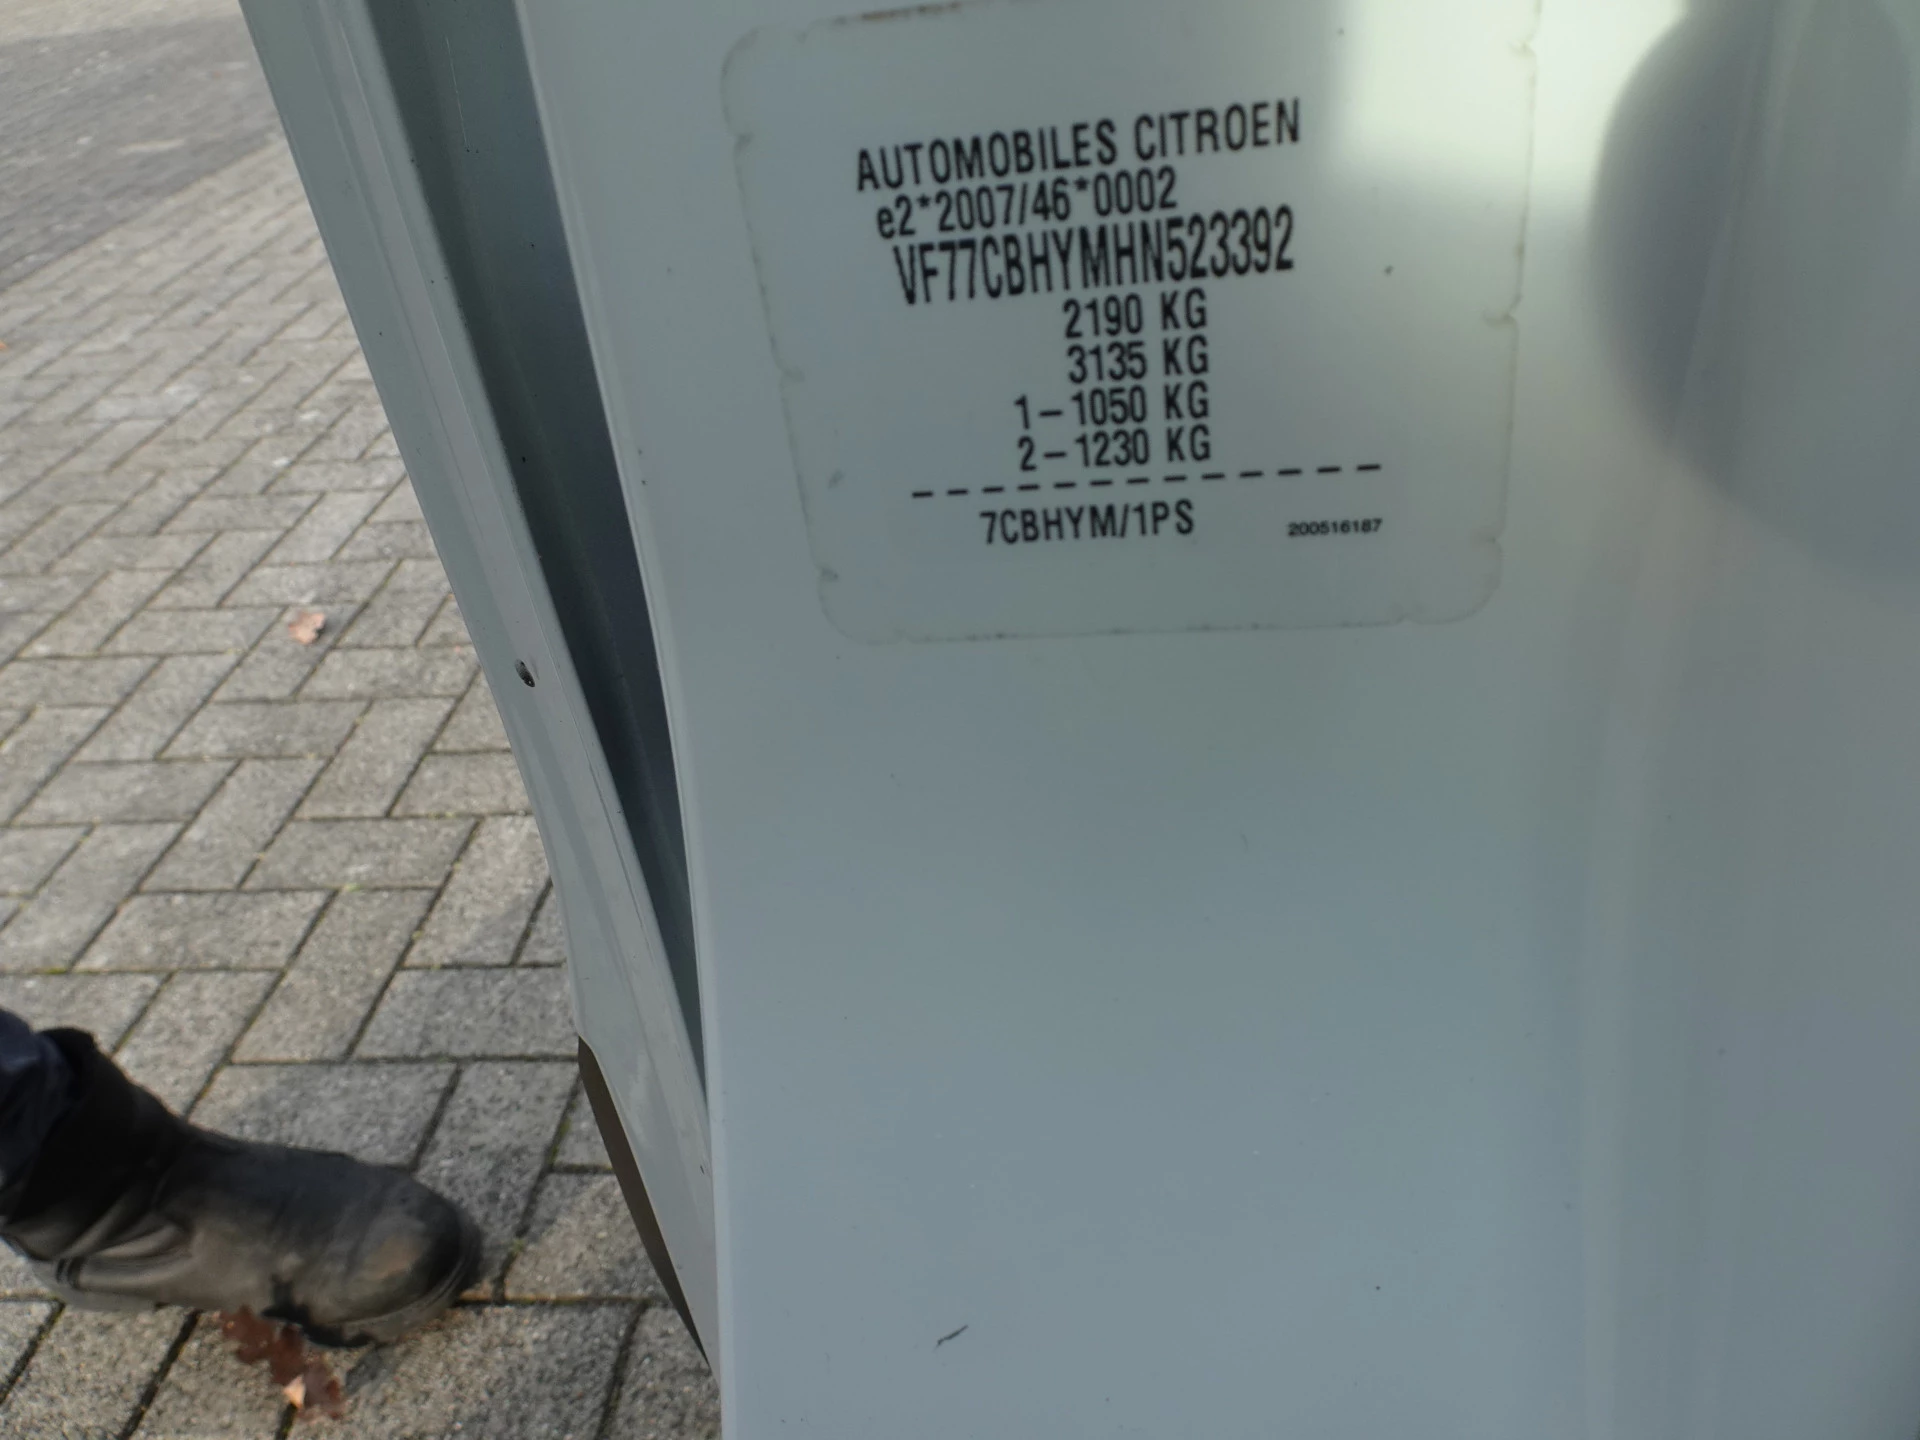 AUTOMOBILES CITROEN
e2*2007/46*0002
VF77CBHYMHN523392
2190 KG
3135 KG
1-1050 KG
2-1230 KG
7CBHYM/1PS
200516187